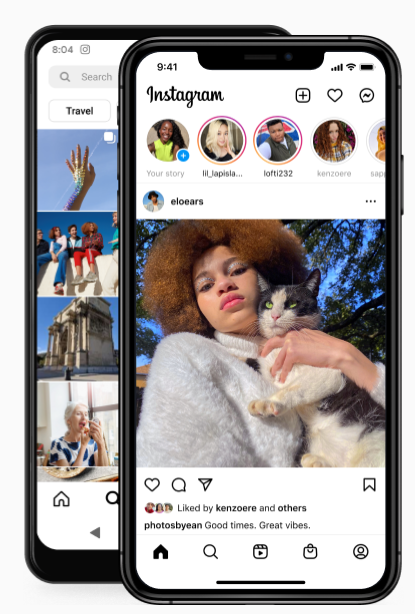 8:04
Search
Travel
9:41
Instagram
Your story
lil_lapisla...
lofti232
kenzoere
sapp
eloears
Liked by kenzoere and others
photosbyean Good times. Great vibes.